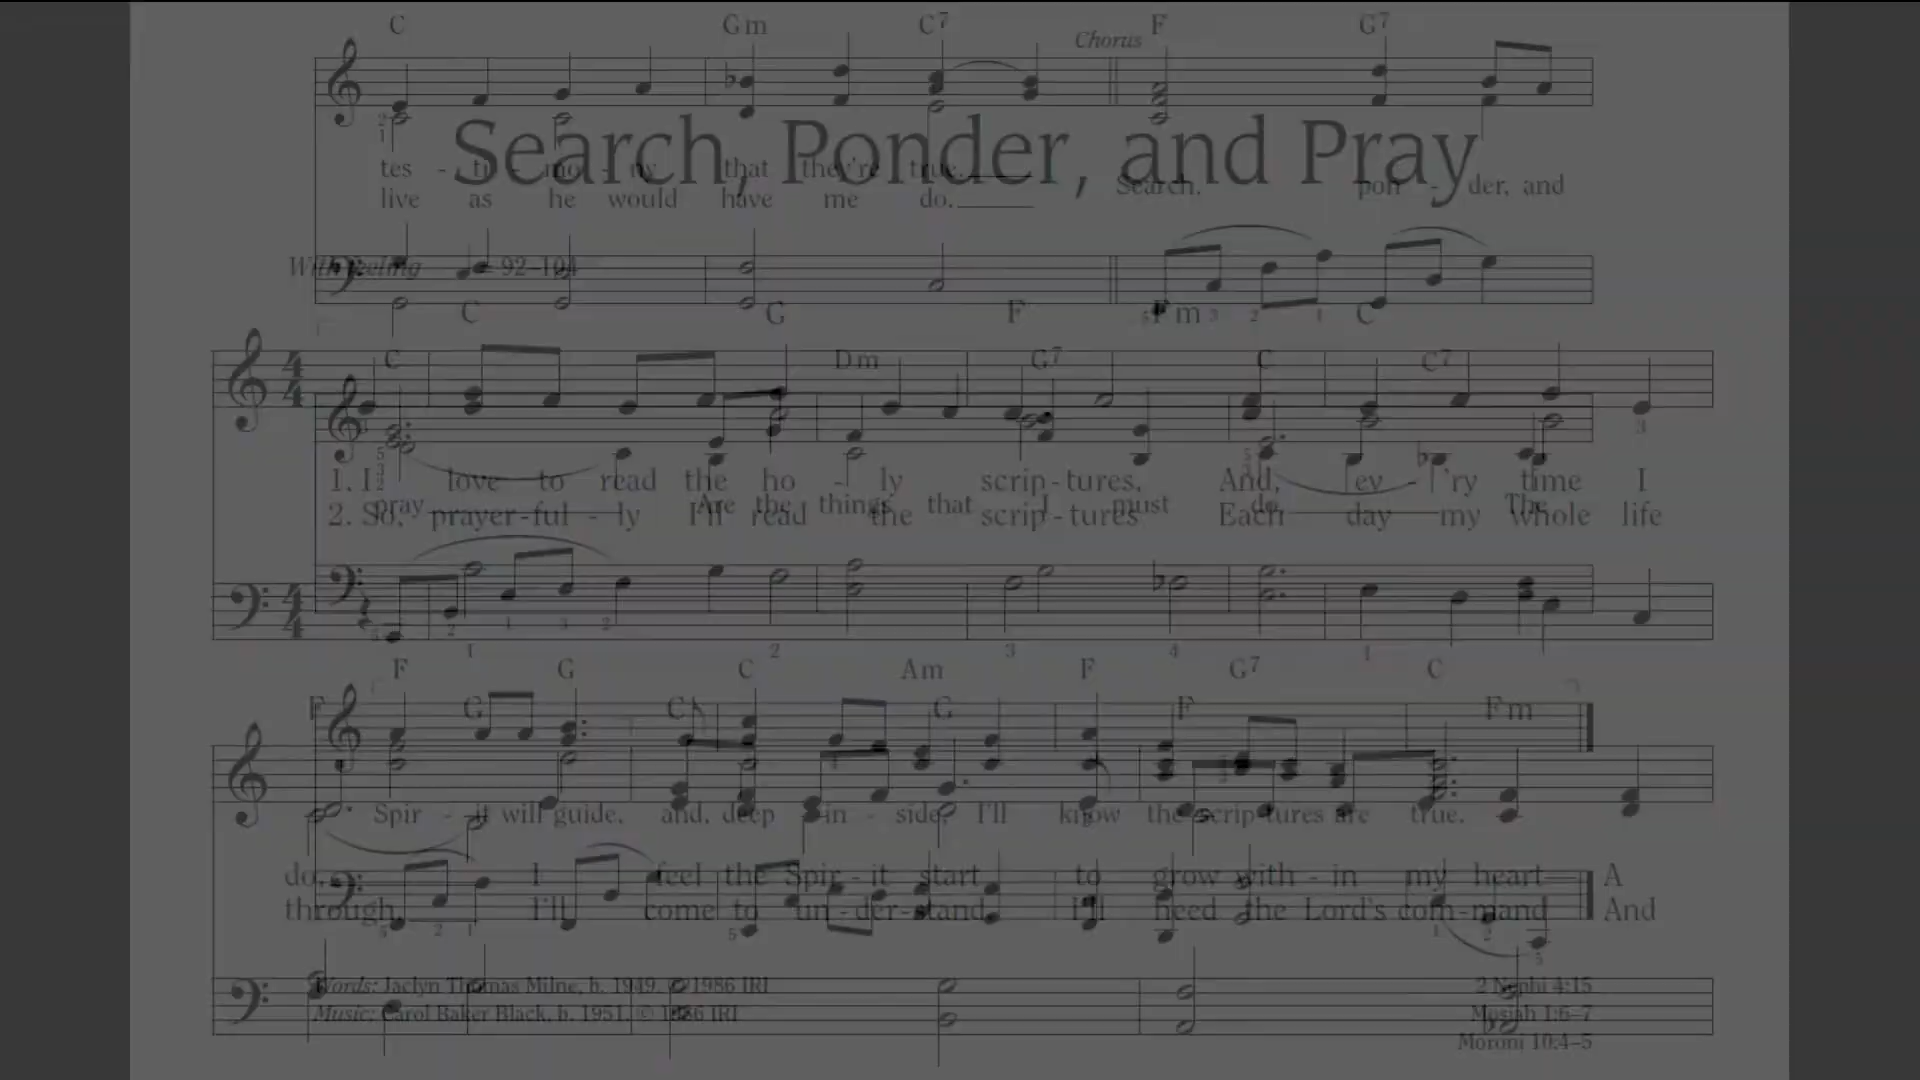 C Gm C7 Chorus F G7
Search, Ponder, and Pray
tes - ti - mo - ny that they're true.
live as he would have me do.
Search, pon - der, and
With feeling 92–104
C G F Fm C
C Dm G7 C C7
1. I love to read the ho - ly scrip - tures, And, ev - 'ry time I
pray Are the things that I must do. The
2. So, prayer - ful - ly I'll read the scrip - tures Each day my whole life
F G C Am F G7 C
F G C G F Fm
Spir - it will guide, and, deep in - side, I'll know the scrip - tures are true.
do, I feel the Spir - it start to grow with - in my heart— A
through. I'll come to un - der - stand. I'll heed the Lord's com - mand And
Words: Jaclyn Thomas Milne, b. 1949. © 1986 IRI
2 Nephi 4:15
Music: Carol Baker Black, b. 1951. © 1986 IRI
Mosiah 1:6–7
Moroni 10:4–5